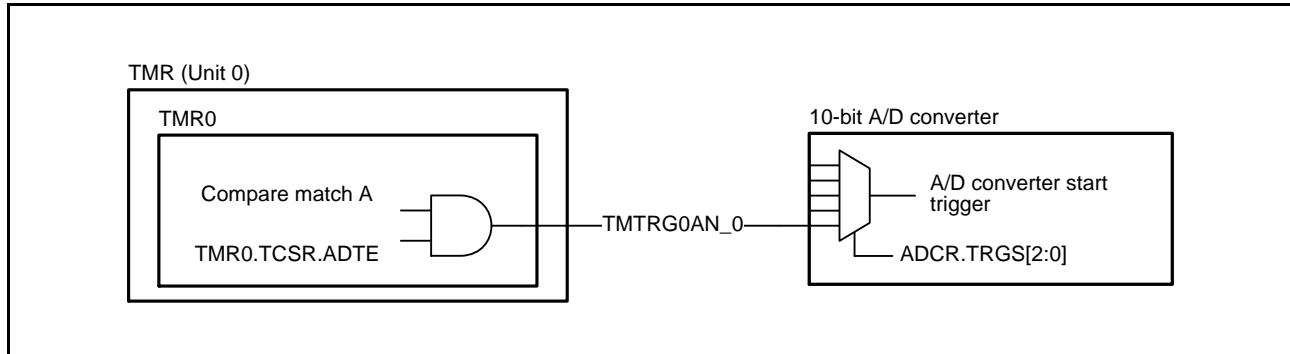 TMR (Unit 0)
TMR0
Compare match A
TMR0.TCSR.ADTE
TMTRG0AN_0
10-bit A/D converter
A/D converter start
trigger
ADCR.TRGS[2:0]